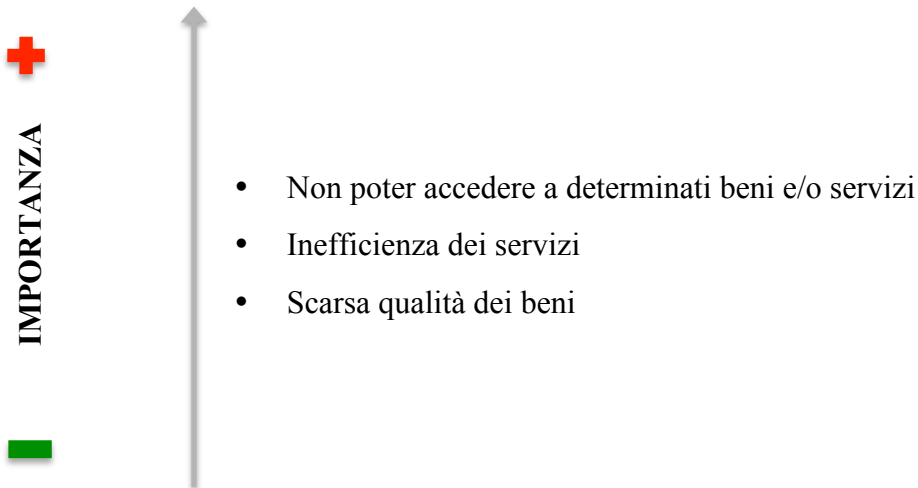 IMPORTANZA
• Non poter accedere a determinati beni e/o servizi
• Inefficienza dei servizi
• Scarsa qualità dei beni